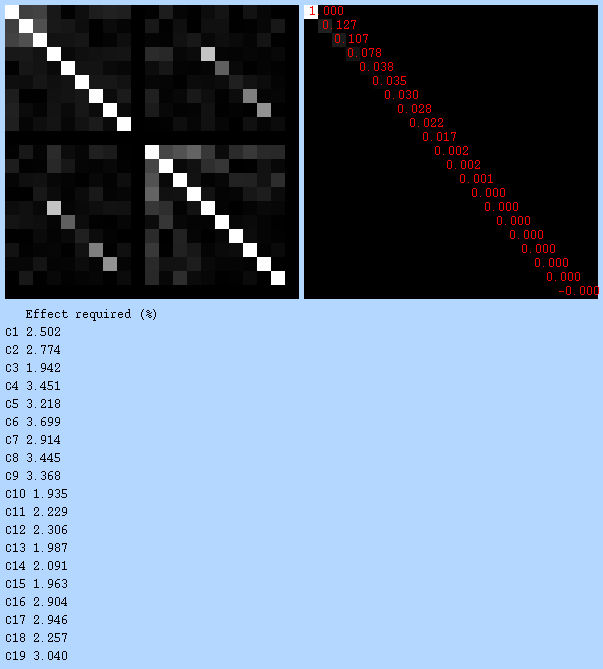 1.000
0.127
0.107
0.078
0.038
0.035
0.030
0.028
0.022
0.017
0.002
0.002
0.001
0.000
0.000
0.000
0.000
0.000
0.000
0.000
-0.000
Effect required (%)
C1 2.502
C2 2.774
C3 1.942
C4 3.451
C5 3.218
C6 3.699
C7 2.914
C8 3.445
C9 3.368
C10 1.935
C11 2.229
C12 2.306
C13 1.987
C14 2.091
C15 1.963
C16 2.904
C17 2.946
C18 2.257
C19 3.040